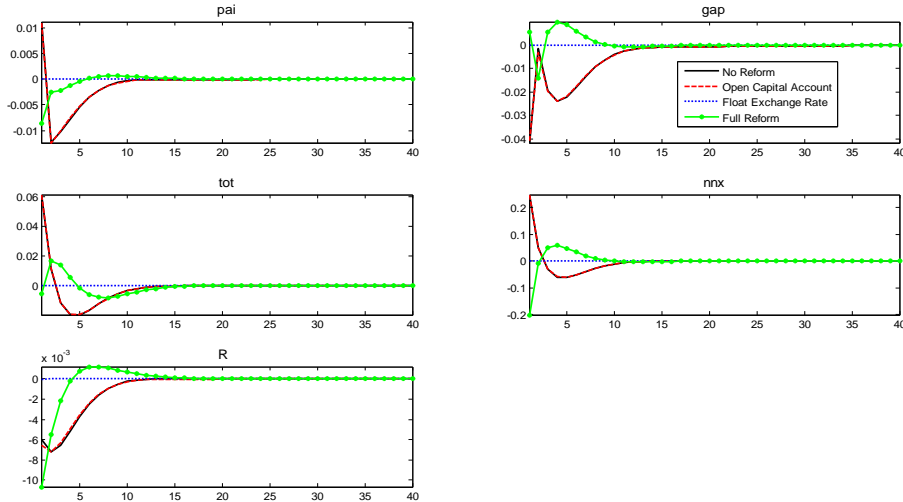 pai
0.01
0.005
0
-0.005
-0.01
5 10 15 20 25 30 35 40
gap
0
-0.01
-0.02
-0.03
-0.04
5 10 15 20 25 30 35 40
No Reform
Open Capital Account
Float Exchange Rate
Full Reform
tot
0.06
0.04
0.02
0
5 10 15 20 25 30 35 40
nnx
0.2
0.1
0
-0.1
-0.2
5 10 15 20 25 30 35 40
R
x 10⁻³
0
-2
-4
-6
-8
-10
5 10 15 20 25 30 35 40